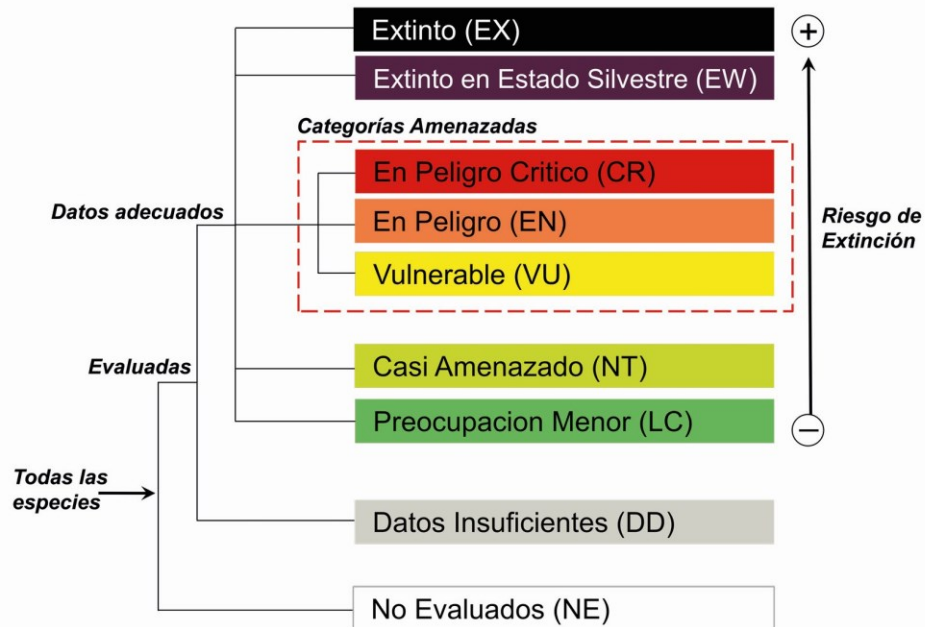 Extinto (EX)
Extinto en Estado Silvestre (EW)
Categorías Amenazadas
En Peligro Critico (CR)
Datos adecuados
En Peligro (EN)
Riesgo de
Extinción
Vulnerable (VU)
Evaluadas
Casi Amenazado (NT)
Preocupacion Menor (LC)
Todas las
especies
Datos Insuficientes (DD)
No Evaluados (NE)